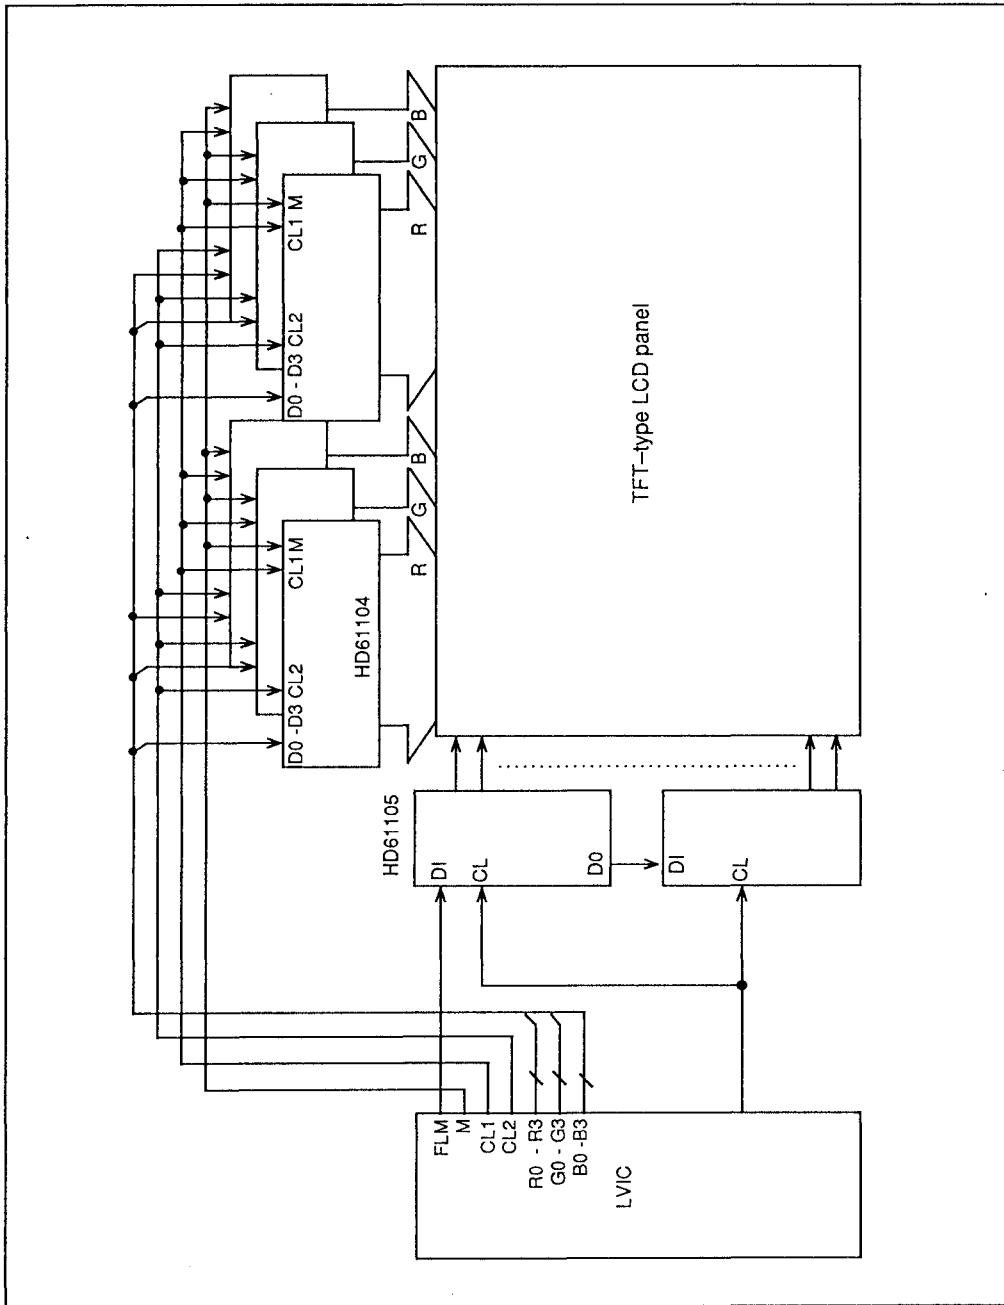 B
G
R
CL1 M
D0 - D3 CL2
B
G
R
CL1M
D0 -D3 CL2
HD61104
TFT-type LCD panel
HD61105
DI
CL
D0
DI
CL
FLM
M
CL1
CL2
R0 - R3
G0 - G3
B0 -B3
LVIC